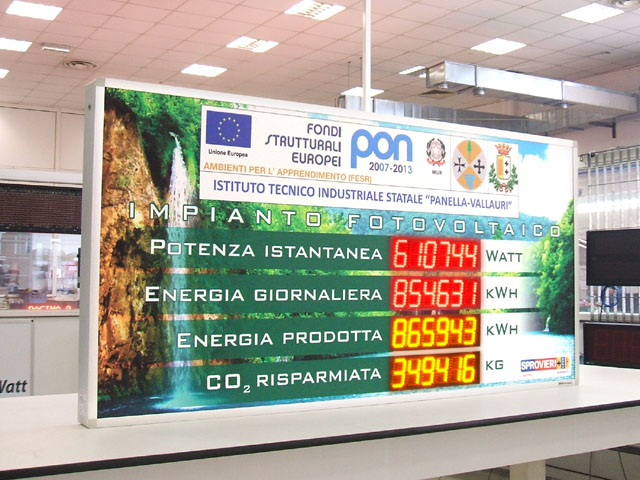 Unione Europea
FONDI
STRUTTURALI
EUROPEI
pon
2007-2013
MIUR
AMBIENTI PER L' APPRENDIMENTO (FESR)
ISTITUTO TECNICO INDUSTRIALE STATALE "PANELLA-VALLAURI"
IMPIANTO FOTOVOLTAICO
POTENZA ISTANTANEA 610744 WATT
ENERGIA GIORNALIERA 854631 KWH
ENERGIA PRODOTTA 865943 KWH
CO2 RISPARMIATA 349416 KG
SPROVIERI
Watt